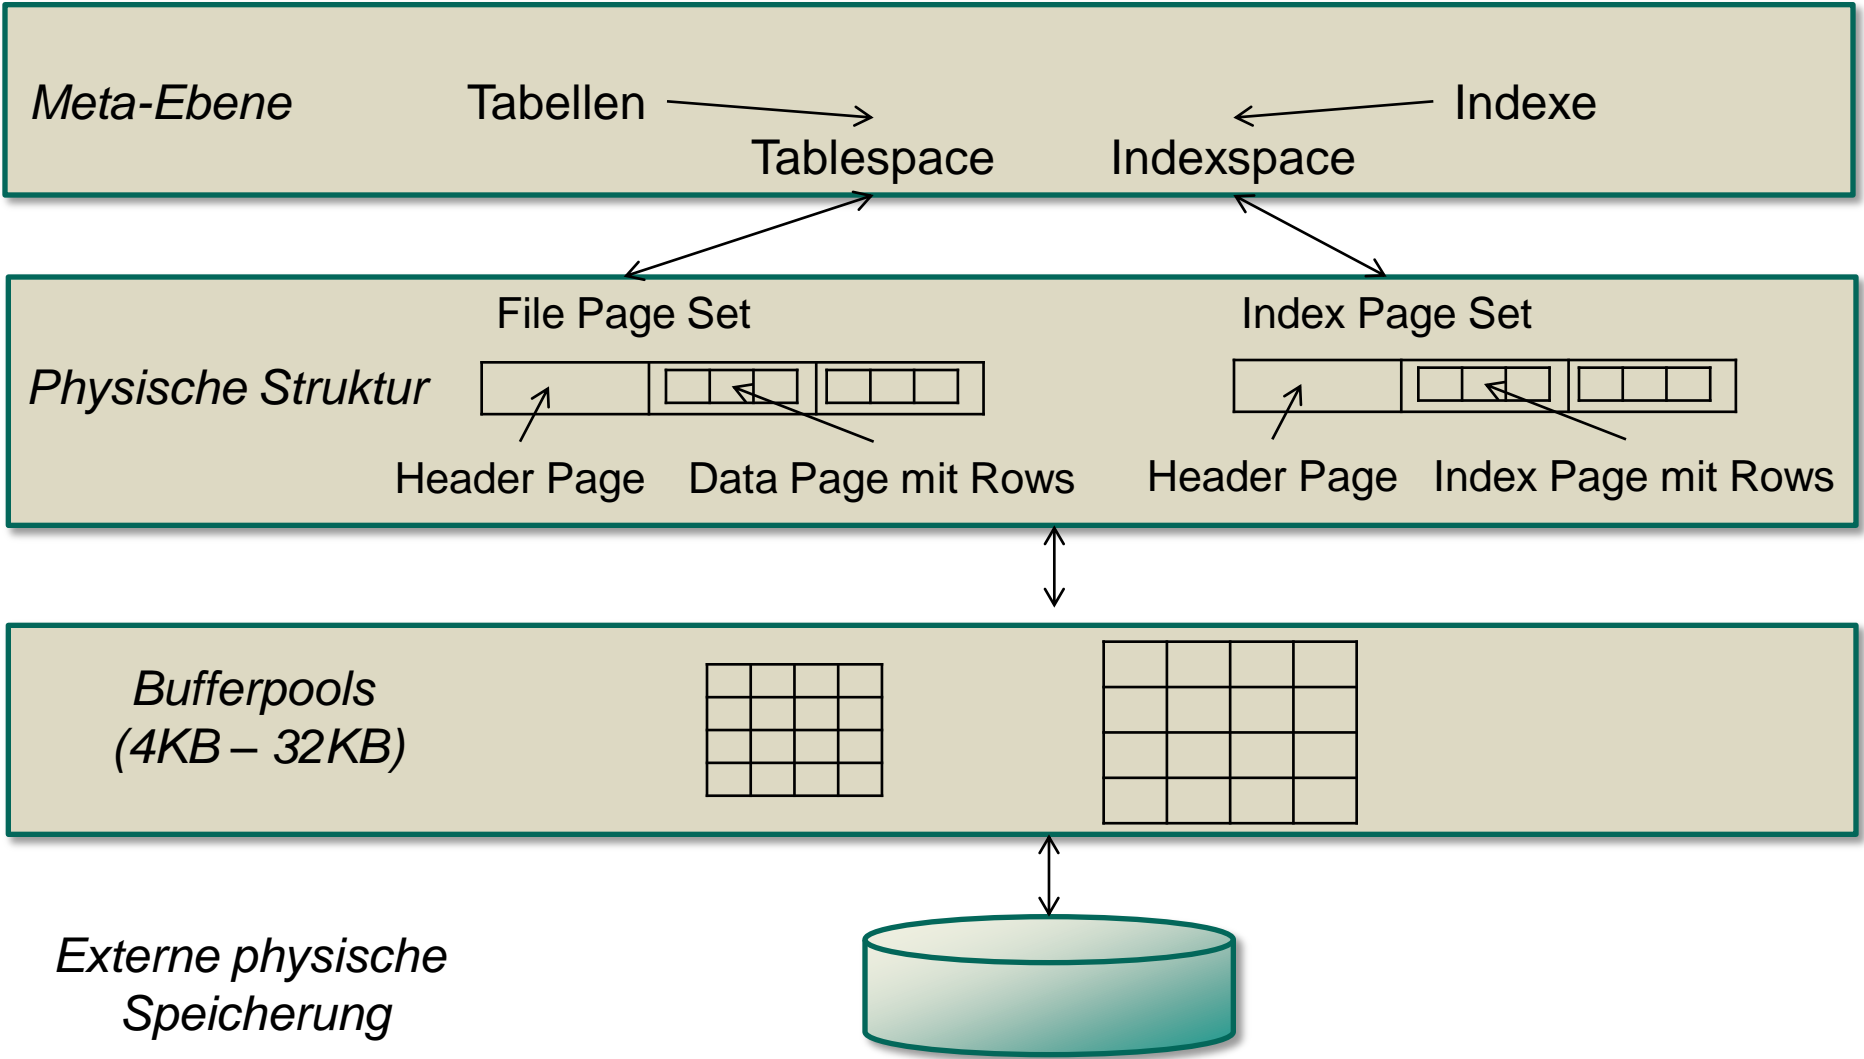 Meta-Ebene
Tabellen
Indexe
Tablespace
Indexspace
File Page Set
Index Page Set
Physische Struktur
Header Page
Data Page mit Rows
Header Page
Index Page mit Rows
Bufferpools
(4KB – 32KB)
Externe physische
Speicherung